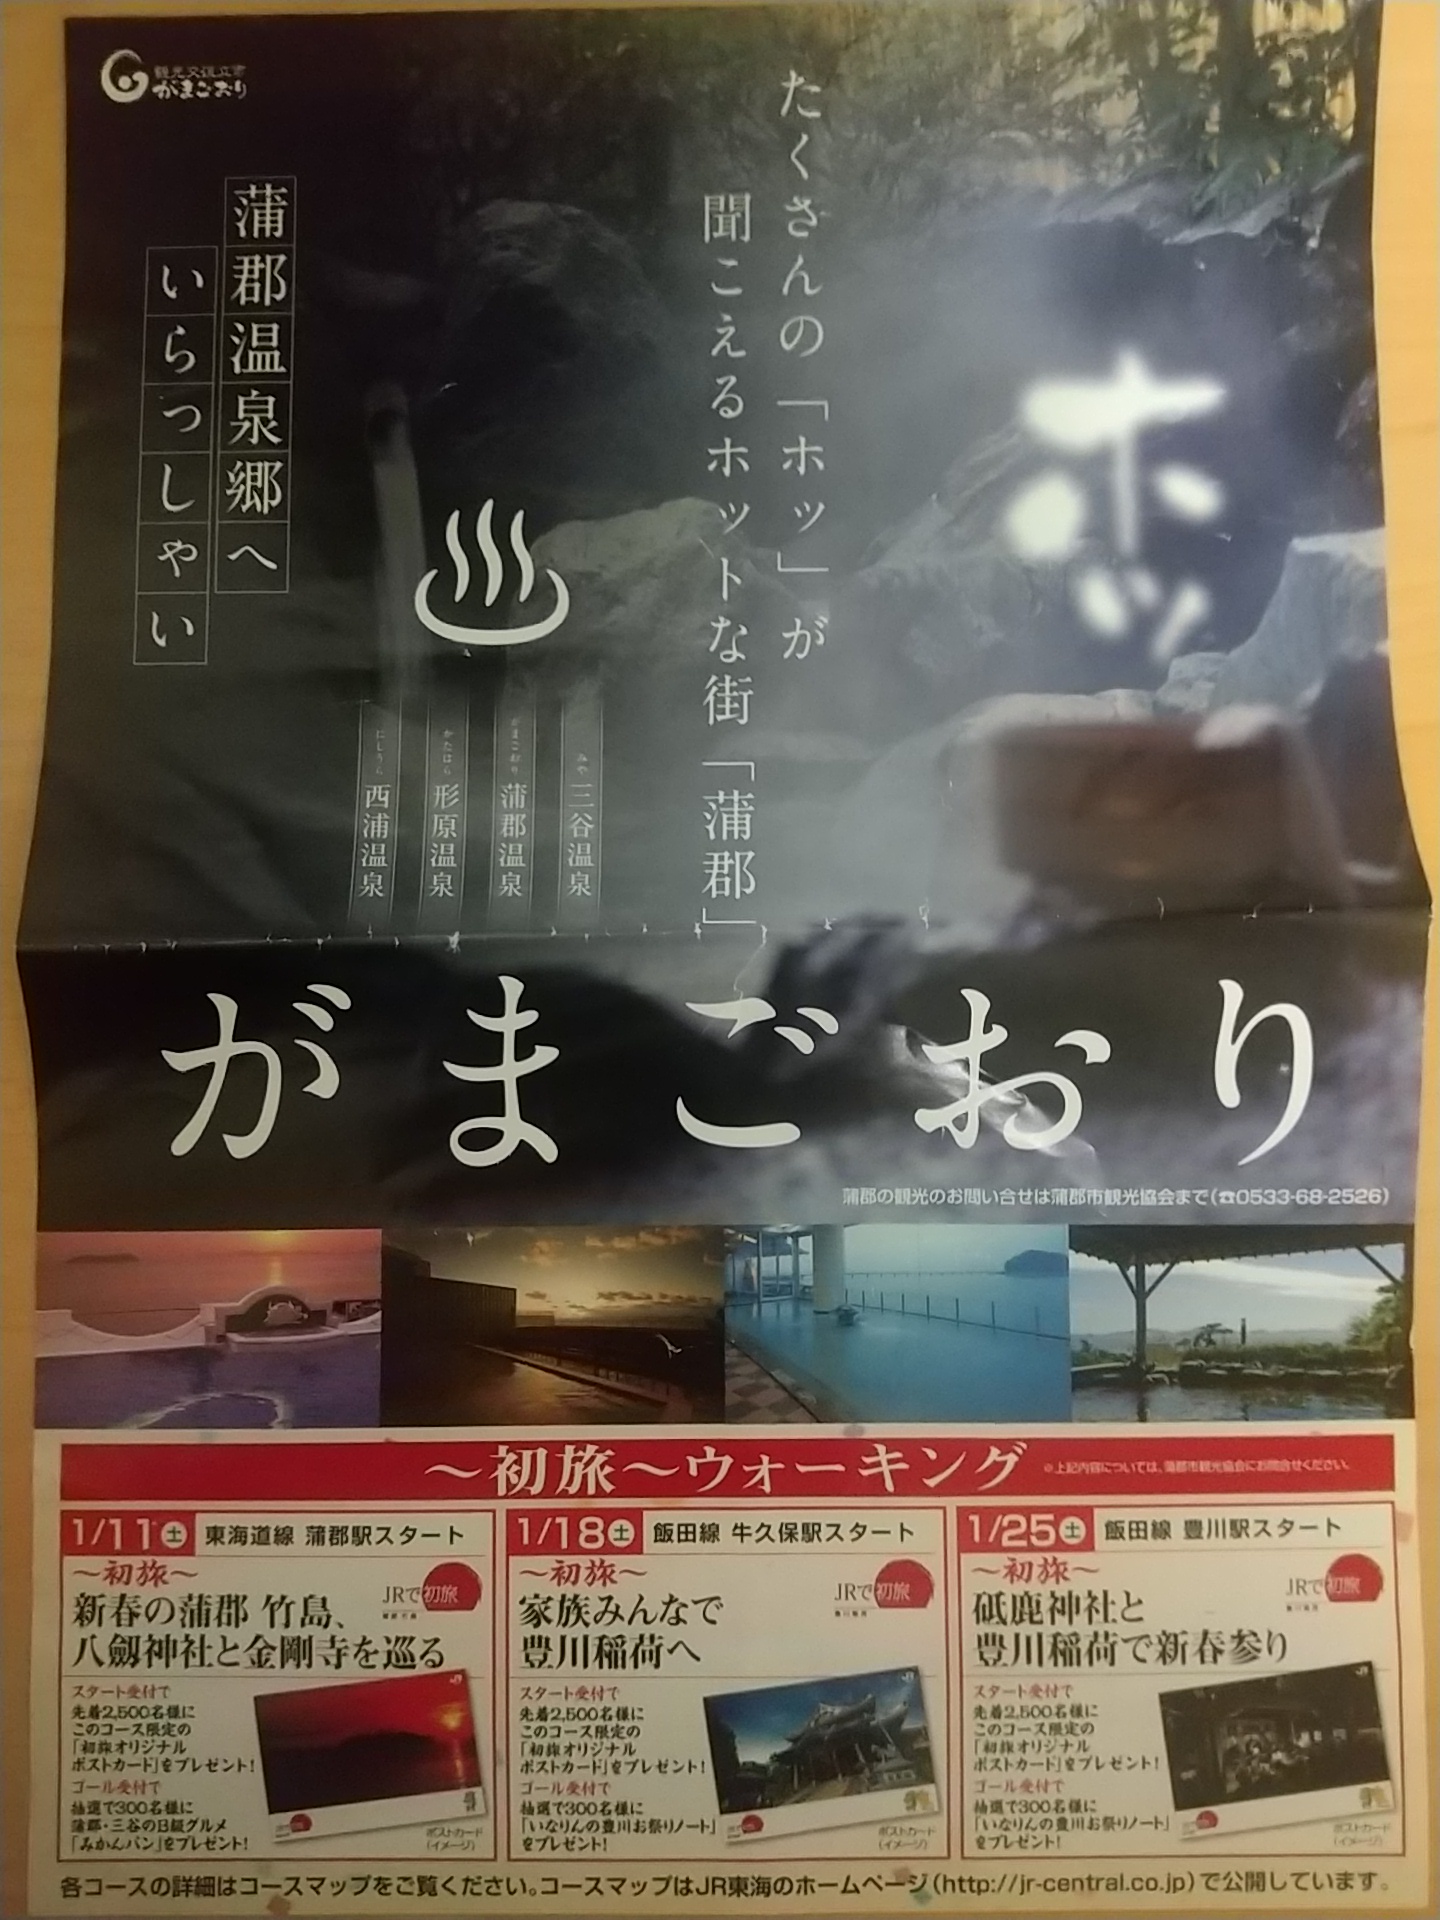 観光交流立市
がまごおり
ホッ
たくさんの「ホッ」が
聞こえるホットな街「蒲郡」
蒲郡温泉郷へ
いらっしゃい
みや 三谷温泉
がまごおり 蒲郡温泉
かたはら 形原温泉
にしうら 西浦温泉
がまごおり
蒲郡の観光のお問い合せは蒲郡市観光協会まで(☎0533-68-2526)
～初旅～ウォーキング
※上記内容については、蒲郡市観光協会にお問合せください。
1/11 土 東海道線 蒲郡駅スタート
～初旅～
JRで初旅
新春の蒲郡 竹島、
八劔神社と金剛寺を巡る
スタート受付で
先着2,500名様に
このコース限定の
「初旅オリジナル
ポストカード」をプレゼント!
ゴール受付で
抽選で300名様に
蒲郡・三谷のB級グルメ
「みかんパン」をプレゼント!
ポストカード
(イメージ)
1/18 土 飯田線 牛久保駅スタート
～初旅～
JRで初旅
家族みんなで
豊川稲荷へ
スタート受付で
先着2,500名様に
このコース限定の
「初旅オリジナル
ポストカード」をプレゼント!
ゴール受付で
抽選で300名様に
「いなりんの豊川お祭りノート」
をプレゼント!
ポストカード
(イメージ)
1/25 土 飯田線 豊川駅スタート
～初旅～
JRで初旅
砥鹿神社と
豊川稲荷で新春参り
スタート受付で
先着2,500名様に
このコース限定の
「初旅オリジナル
ポストカード」をプレゼント!
ゴール受付で
抽選で300名様に
「いなりんの豊川お祭りノート」
をプレゼント!
ポストカード
(イメージ)
各コースの詳細はコースマップをご覧ください。コースマップはJR東海のホームページ(http://jr-central.co.jp)で公開しています。